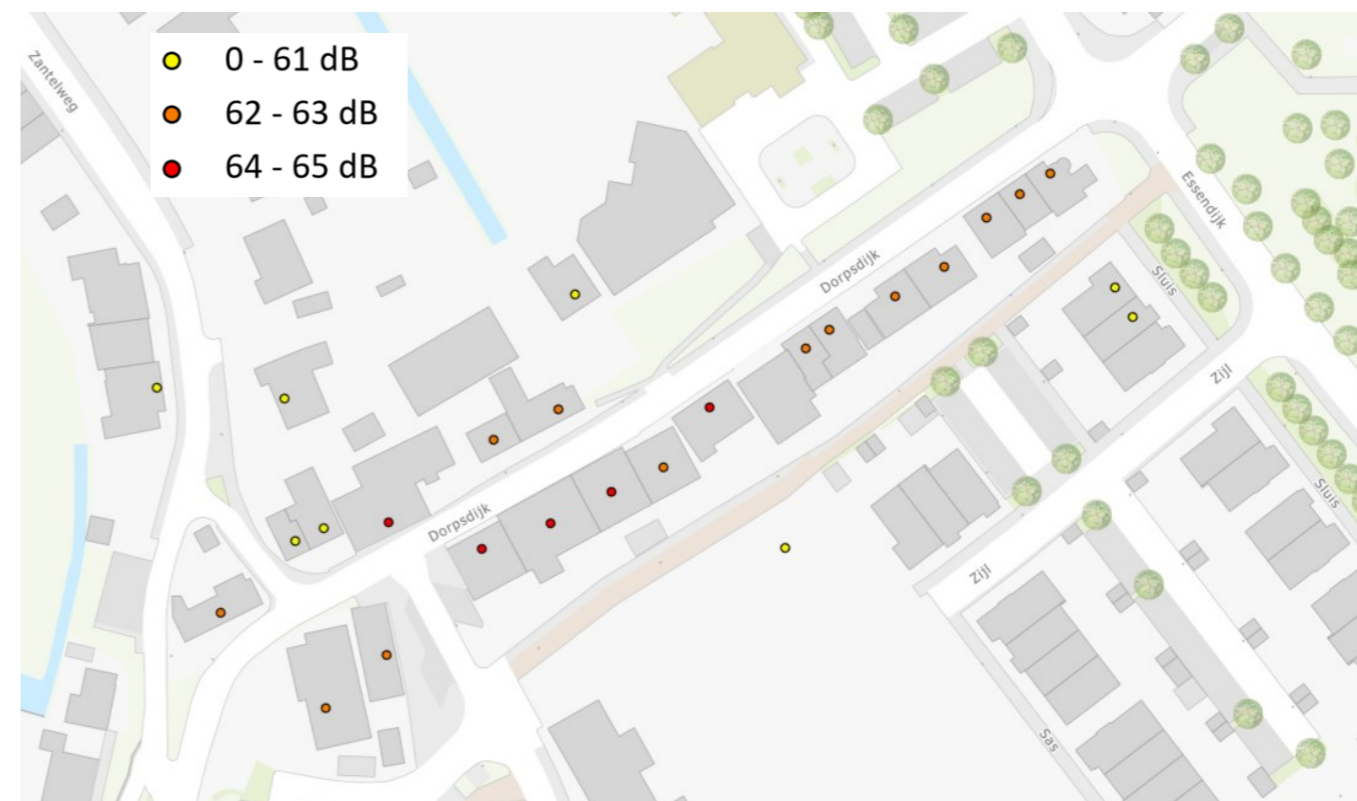 Zantelweg
0 - 61 dB
62 - 63 dB
64 - 65 dB
Essendijk
Dorpsdijk
Sluis
Zijl
Sluis
Dorpsdijk
Zijl
Sas